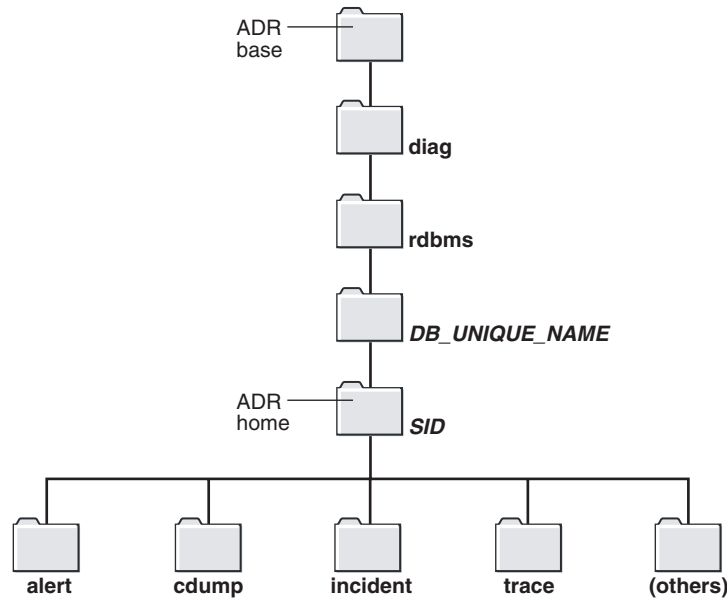 ADR
base
diag
rdbms
DB_UNIQUE_NAME
ADR
home
SID
alert
cdump
incident
trace
(others)